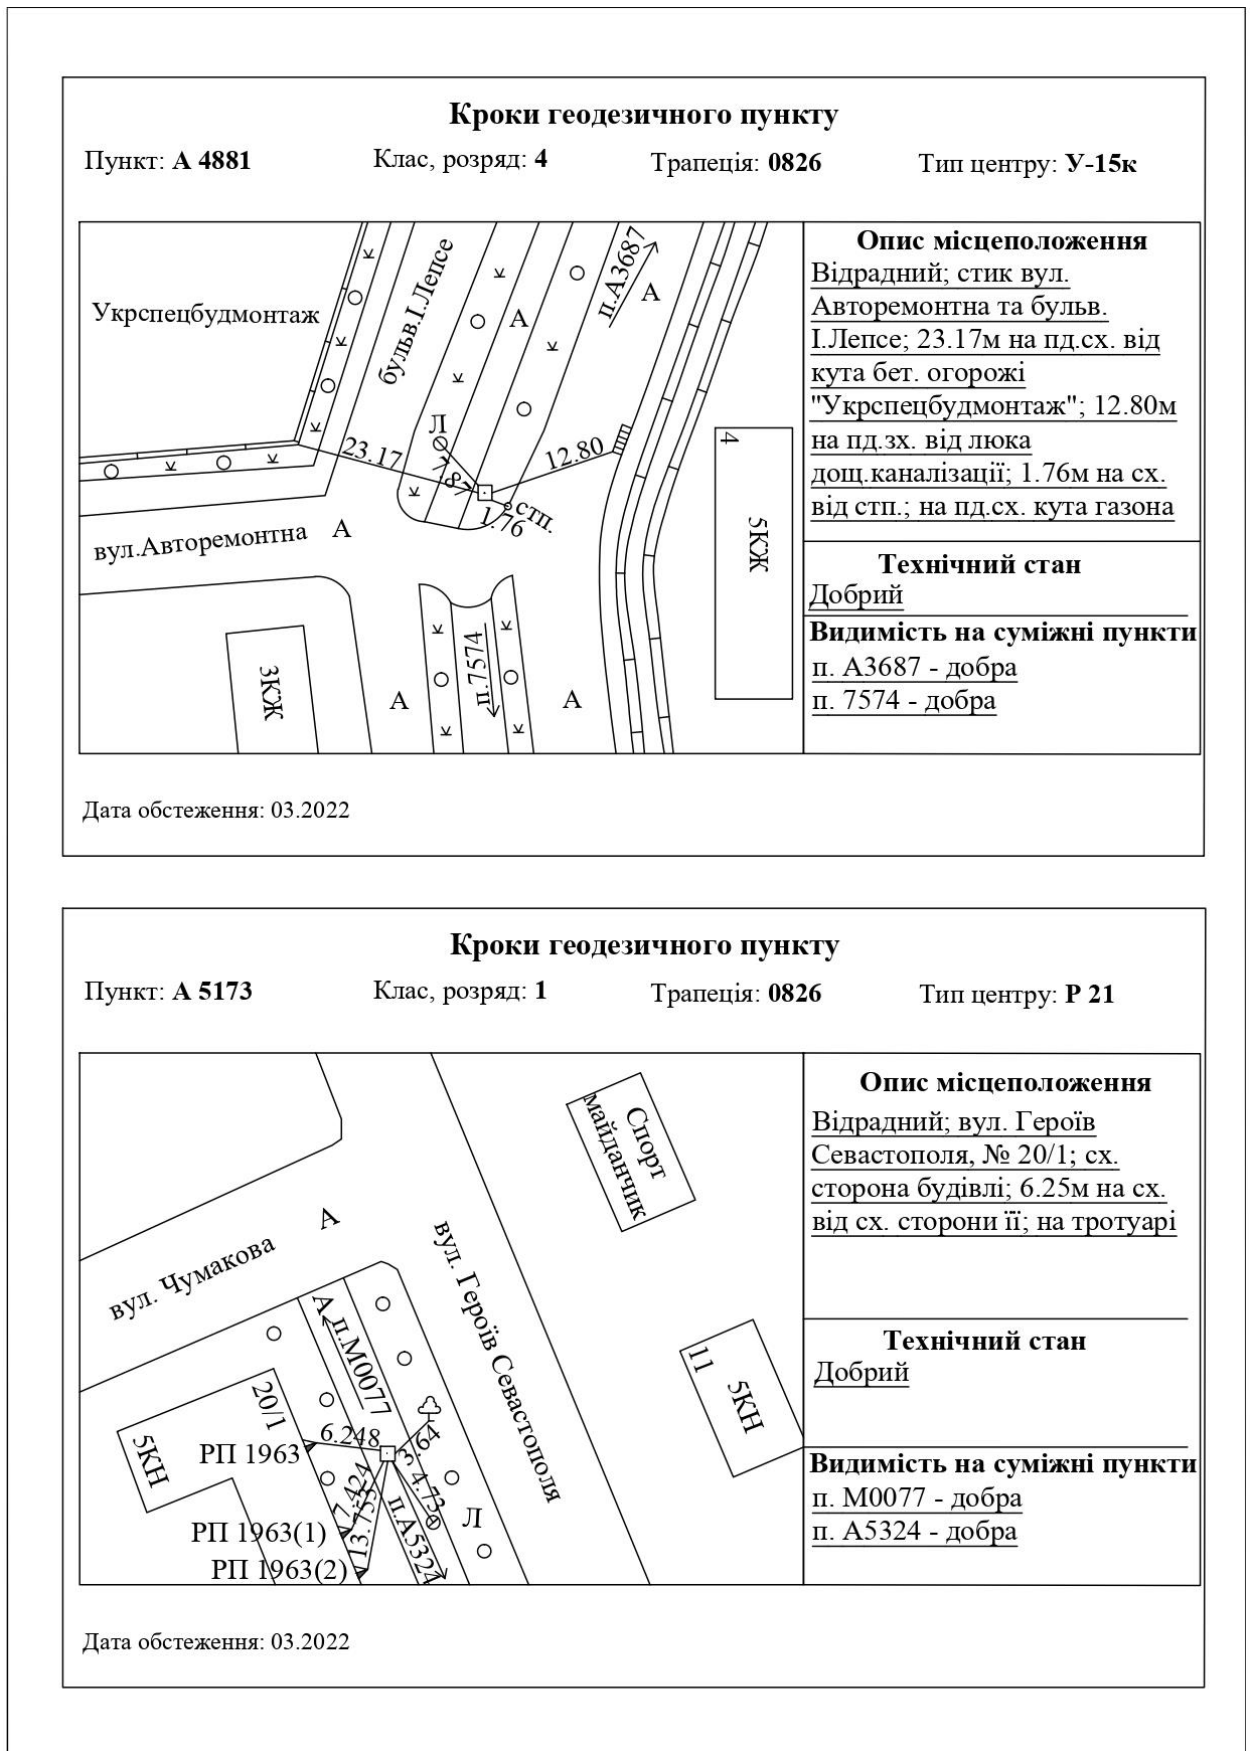 Кроки геодезичного пункту
Пункт: А 4881 Клас, розряд: 4 Трапеція: 0826 Тип центру: У-15к
Укрспецбудмонтаж
бульв.І.Лепсе
А
п.А3687
А
Л
23.17
7.87
12.80
1.76
стп.
вул.Авторемонтна А
4
5КЖ
3КЖ
А
п.7574
А
Опис місцеположення
Відрадний; стик вул.
Авторемонтна та бульв.
І.Лепсе; 23.17м на пд.сх. від
кута бет. огорожі
"Укрспецбудмонтаж"; 12.80м
на пд.зх. від люка
дощ.каналізації; 1.76м на сх.
від стп.; на пд.сх. кута газона
Технічний стан
Добрий
Видимість на суміжні пункти
п. А3687 - добра
п. 7574 - добра
Дата обстеження: 03.2022
Кроки геодезичного пункту
Пункт: А 5173 Клас, розряд: 1 Трапеція: 0826 Тип центру: Р 21
Спорт
майданчик
вул. Чумакова А
вул. Героїв Севастополя
А
п.М0077
20/1
5КН
11
5КН
РП 1963
6.248
3.64
7.424
4.73
13.753
п.А5324
Л
РП 1963(1)
РП 1963(2)
Опис місцеположення
Відрадний; вул. Героїв
Севастополя, № 20/1; сх.
сторона будівлі; 6.25м на сх.
від сх. сторони її; на тротуарі
Технічний стан
Добрий
Видимість на суміжні пункти
п. М0077 - добра
п. А5324 - добра
Дата обстеження: 03.2022